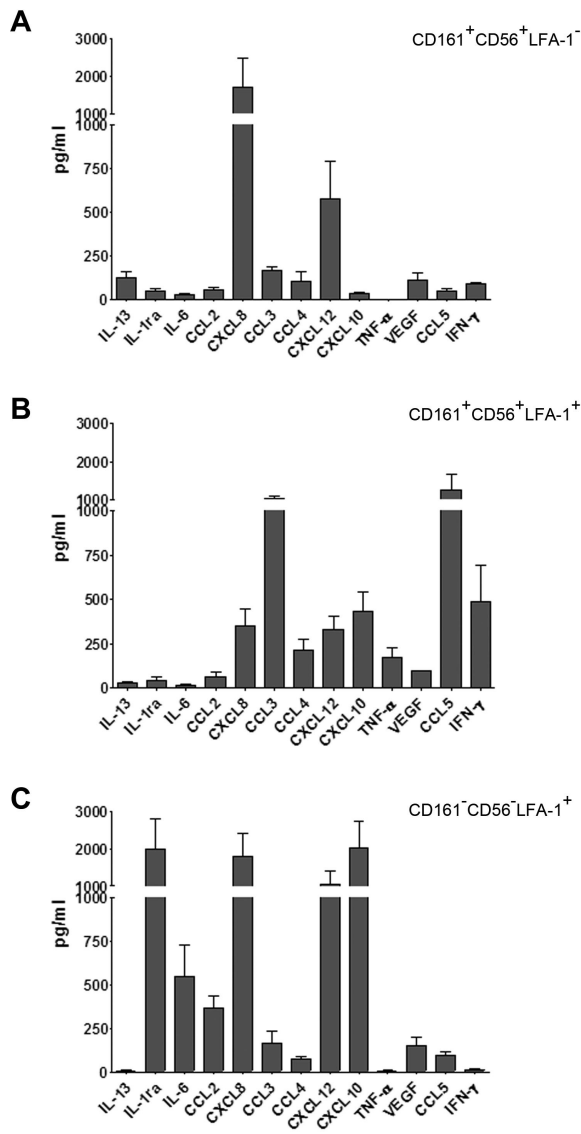 A
CD161⁺CD56⁺LFA-1⁻
3000
2000
1000
1000
750
500
250
0
pg/ml
IL-13 IL-1ra IL-6 CCL2 CXCL8 CCL3 CCL4 CXCL12 CXCL10 TNF-α VEGF CCL5 IFN-γ
B
CD161⁺CD56⁺LFA-1⁺
3000
2000
1000
1000
750
500
250
0
pg/ml
IL-13 IL-1ra IL-6 CCL2 CXCL8 CCL3 CCL4 CXCL12 CXCL10 TNF-α VEGF CCL5 IFN-γ
C
CD161⁻CD56⁻LFA-1⁺
3000
2000
1000
1000
750
500
250
0
pg/ml
IL-13 IL-1ra IL-6 CCL2 CXCL8 CCL3 CCL4 CXCL12 CXCL10 TNF-α VEGF CCL5 IFN-γ